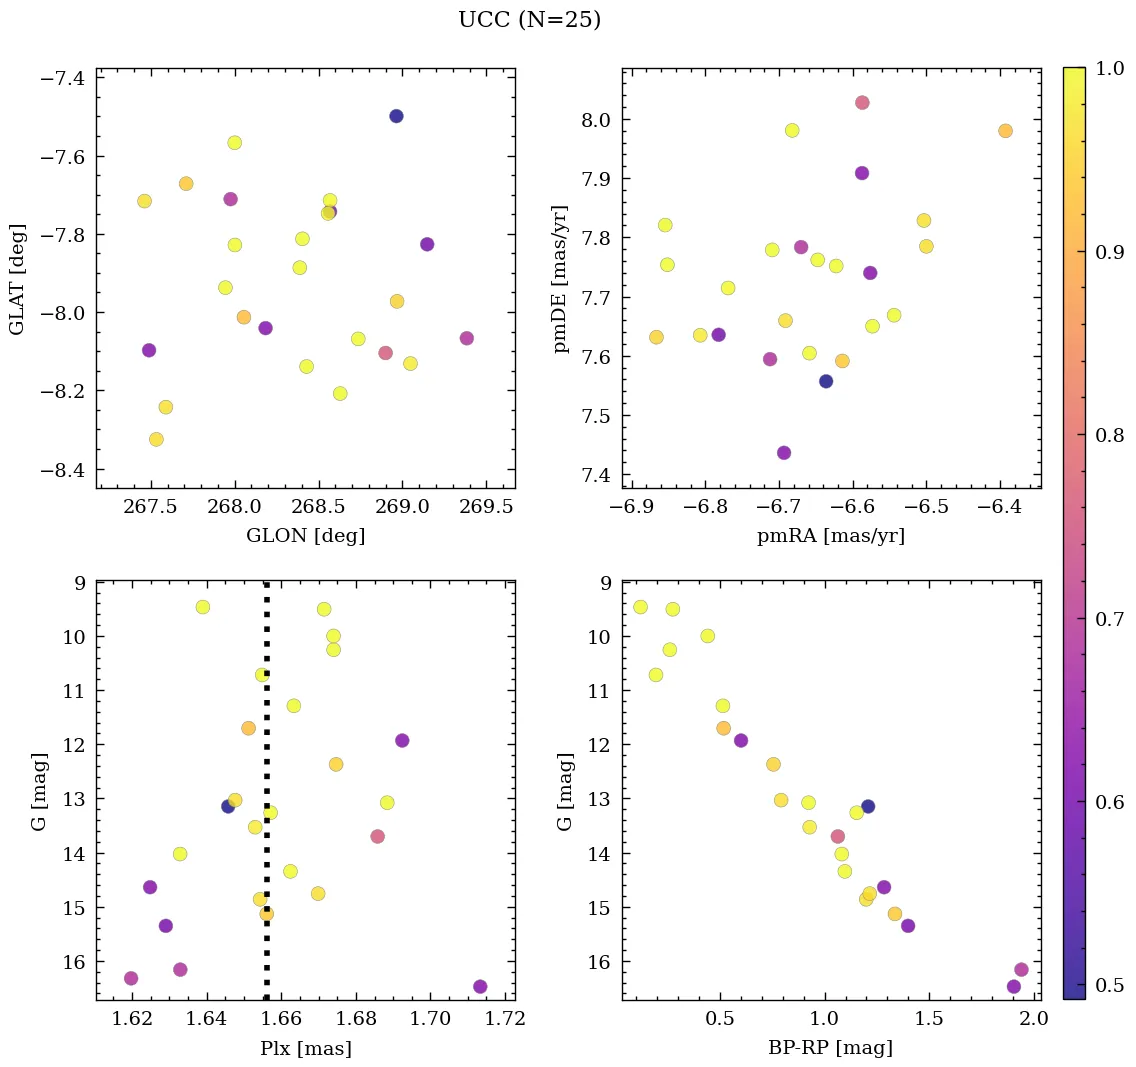 UCC (N=25)
−7.4
−7.6
−7.8
−8.0
−8.2
−8.4
GLAT [deg]
267.5 268.0 268.5 269.0 269.5
GLON [deg]
8.0
7.9
7.8
7.7
7.6
7.5
7.4
pmDE [mas/yr]
−6.9 −6.8 −6.7 −6.6 −6.5 −6.4
pmRA [mas/yr]
9
10
11
12
13
14
15
16
G [mag]
1.62 1.64 1.66 1.68 1.70 1.72
Plx [mas]
9
10
11
12
13
14
15
16
G [mag]
0.5 1.0 1.5 2.0
BP-RP [mag]
1.0
0.9
0.8
0.7
0.6
0.5